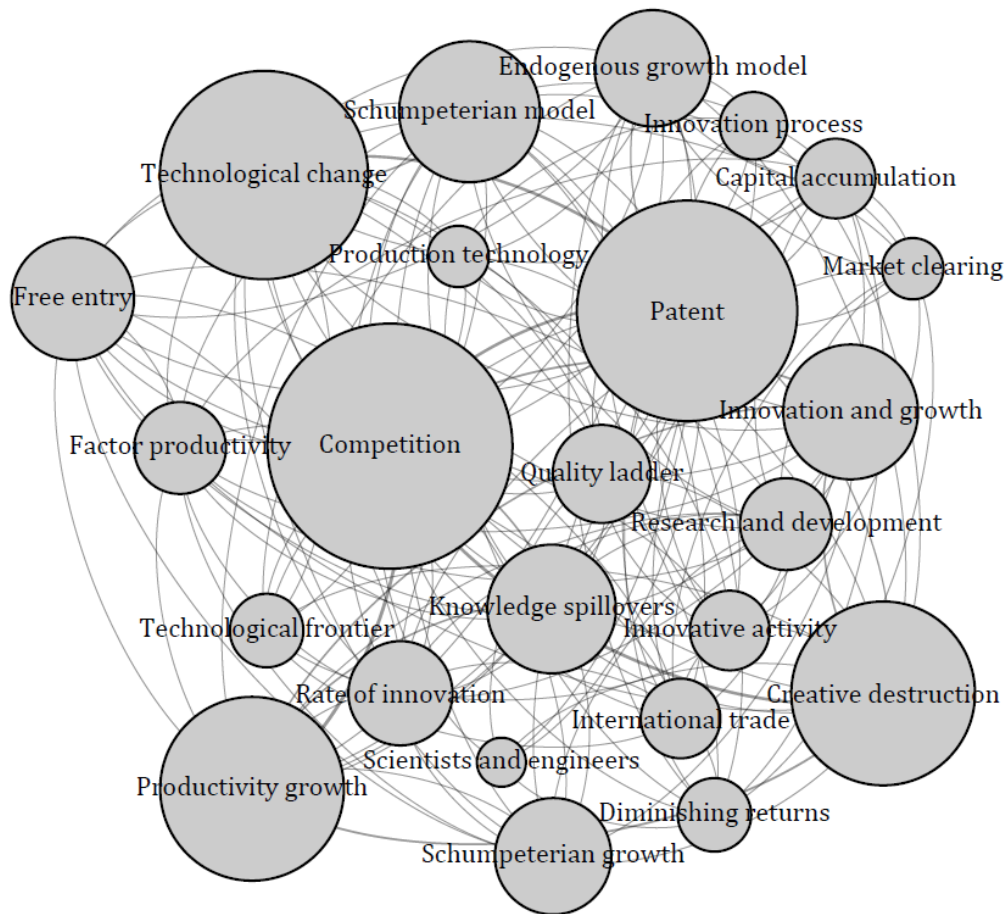 Endogenous growth model
Schumpeterian model
Innovation process
Technological change
Capital accumulation
Production technology
Market clearing
Free entry
Patent
Innovation and growth
Factor productivity
Competition
Quality ladder
Research and development
Knowledge spillovers
Technological frontier
Innovative activity
Rate of innovation
Creative destruction
International trade
Scientists and engineers
Productivity growth
Diminishing returns
Schumpeterian growth